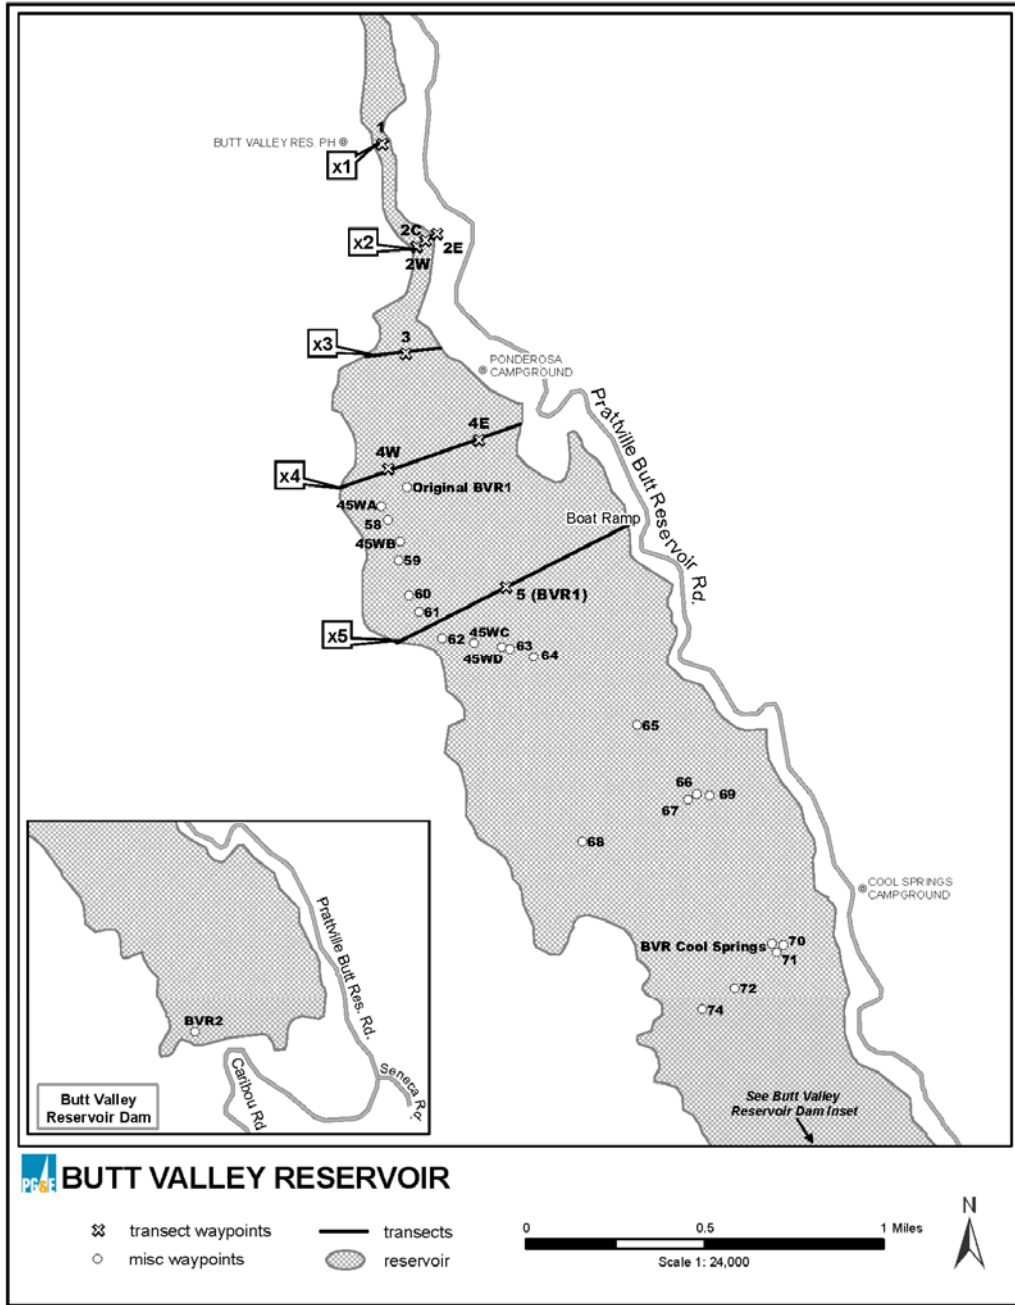 1
BUTT VALLEY RES. PH
x1
2C
x2
2E
2W
3
x3
PONDEROSA
CAMPGROUND
Prattville Butt Reservoir Rd.
4E
4W
x4
Original BVR1
45WA
58
Boat Ramp
45WB
59
60
5 (BVR1)
61
x5
62
45WC
63
45WD
64
65
66
69
67
68
COOL SPRINGS
CAMPGROUND
BVR Cool Springs
70
71
72
74
Prattville Butt Res. Rd.
BVR2
Caribou Rd
Seneca Rd.
Butt Valley
Reservoir Dam
See Butt Valley
Reservoir Dam Inset
PG&E
BUTT VALLEY RESERVOIR
transect waypoints
transects
misc waypoints
reservoir
0
0.5
1 Miles
Scale 1: 24,000
N